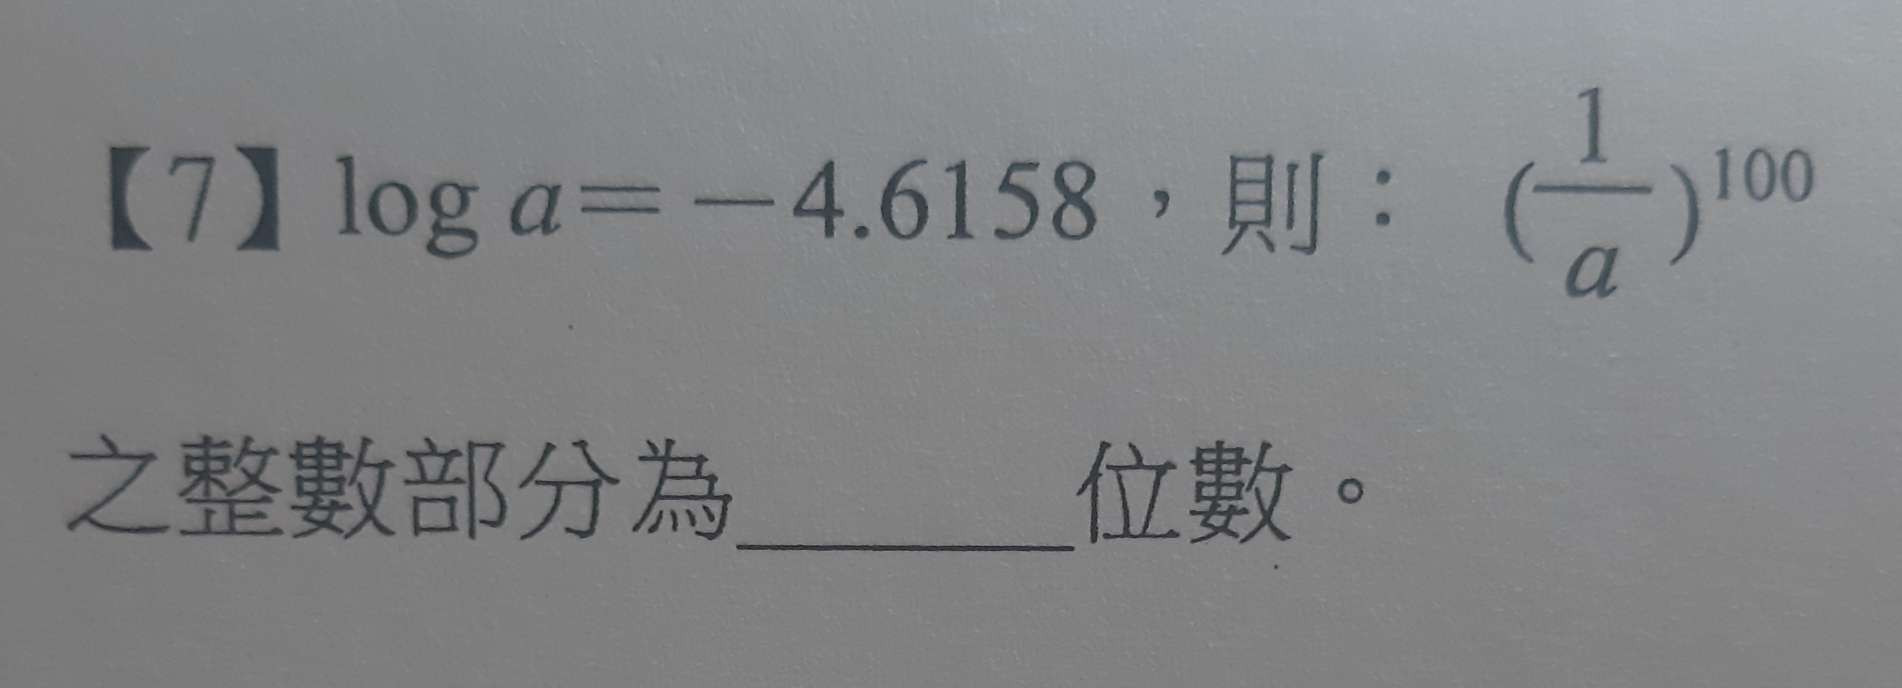 【7】log a＝－4.6158，則： (1/a)^100
之整數部分為________位數。